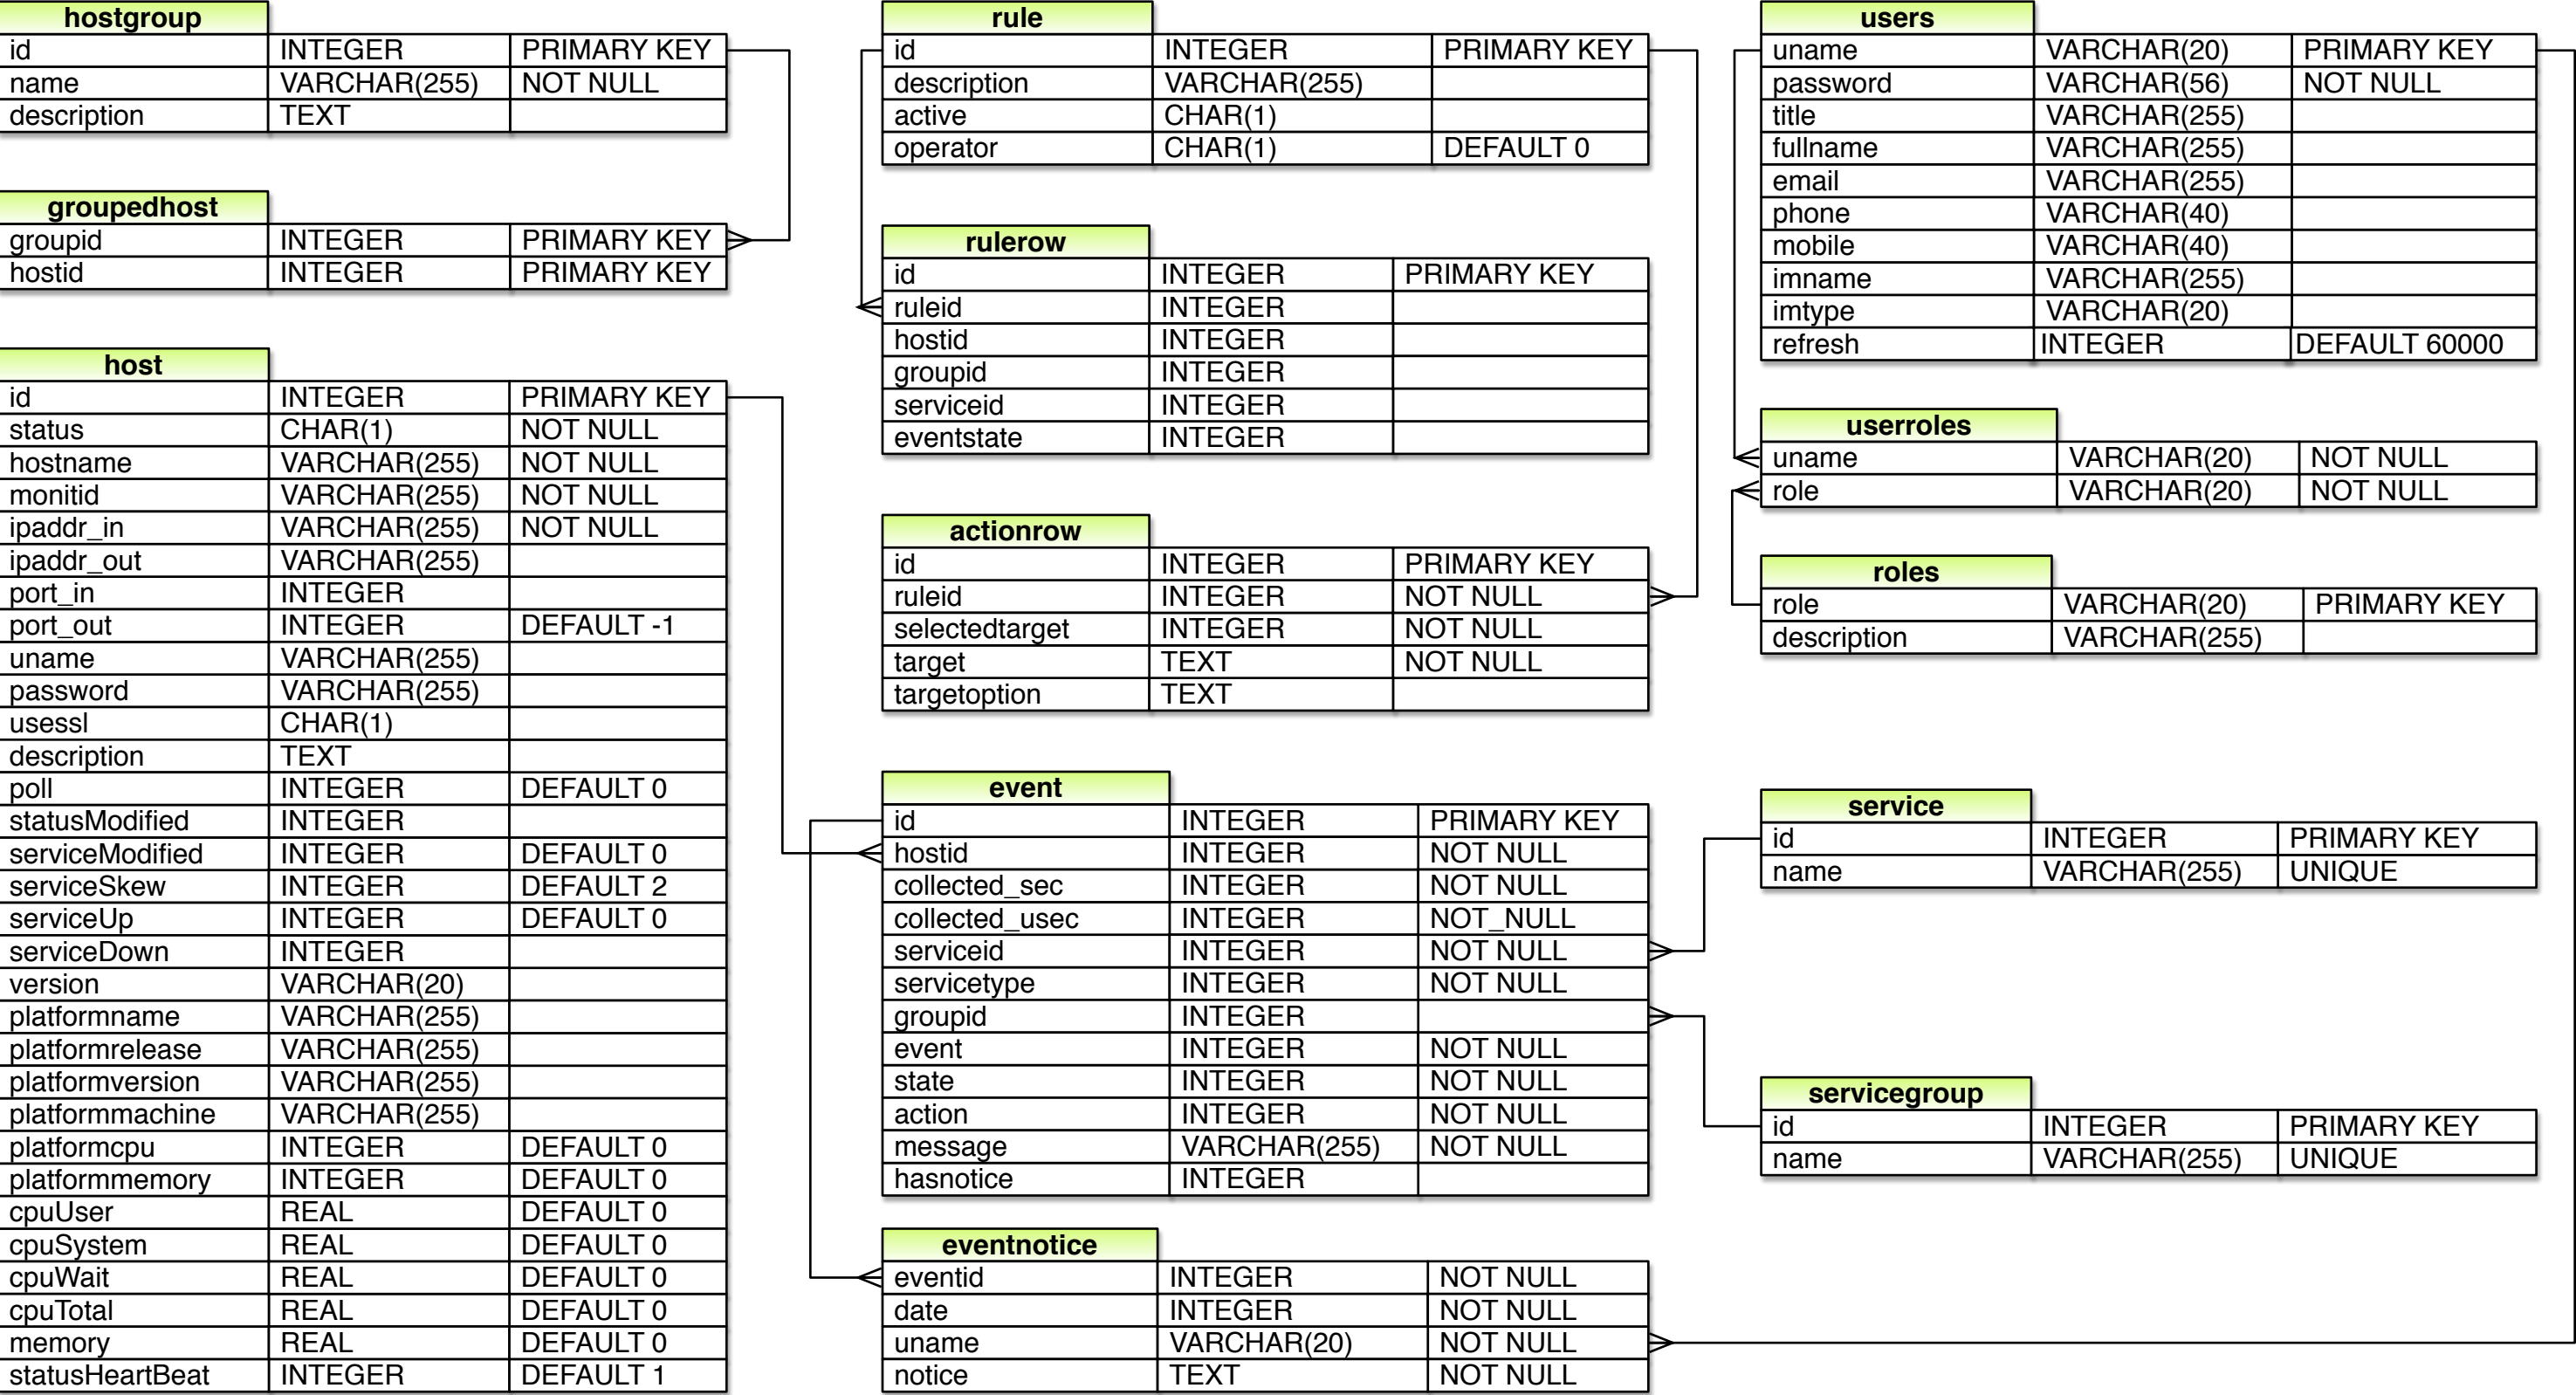 hostgroup
id INTEGER PRIMARY KEY
name VARCHAR(255) NOT NULL
description TEXT
groupedhost
groupid INTEGER PRIMARY KEY
hostid INTEGER PRIMARY KEY
host
id INTEGER PRIMARY KEY
status CHAR(1) NOT NULL
hostname VARCHAR(255) NOT NULL
monitid VARCHAR(255) NOT NULL
ipaddr_in VARCHAR(255) NOT NULL
ipaddr_out VARCHAR(255)
port_in INTEGER
port_out INTEGER DEFAULT -1
uname VARCHAR(255)
password VARCHAR(255)
usessl CHAR(1)
description TEXT
poll INTEGER DEFAULT 0
statusModified INTEGER
serviceModified INTEGER DEFAULT 0
serviceSkew INTEGER DEFAULT 2
serviceUp INTEGER DEFAULT 0
serviceDown INTEGER
version VARCHAR(20)
platformname VARCHAR(255)
platformrelease VARCHAR(255)
platformversion VARCHAR(255)
platformmachine VARCHAR(255)
platformcpu INTEGER DEFAULT 0
platformmemory INTEGER DEFAULT 0
cpuUser REAL DEFAULT 0
cpuSystem REAL DEFAULT 0
cpuWait REAL DEFAULT 0
cpuTotal REAL DEFAULT 0
memory REAL DEFAULT 0
statusHeartBeat INTEGER DEFAULT 1
rule
id INTEGER PRIMARY KEY
description VARCHAR(255)
active CHAR(1)
operator CHAR(1) DEFAULT 0
rulerow
id INTEGER PRIMARY KEY
ruleid INTEGER
hostid INTEGER
groupid INTEGER
serviceid INTEGER
eventstate INTEGER
actionrow
id INTEGER PRIMARY KEY
ruleid INTEGER NOT NULL
selectedtarget INTEGER NOT NULL
target TEXT NOT NULL
targetoption TEXT
event
id INTEGER PRIMARY KEY
hostid INTEGER NOT NULL
collected_sec INTEGER NOT NULL
collected_usec INTEGER NOT_NULL
serviceid INTEGER NOT NULL
servicetype INTEGER NOT NULL
groupid INTEGER
event INTEGER NOT NULL
state INTEGER NOT NULL
action INTEGER NOT NULL
message VARCHAR(255) NOT NULL
hasnotice INTEGER
eventnotice
eventid INTEGER NOT NULL
date INTEGER NOT NULL
uname VARCHAR(20) NOT NULL
notice TEXT NOT NULL
users
uname VARCHAR(20) PRIMARY KEY
password VARCHAR(56) NOT NULL
title VARCHAR(255)
fullname VARCHAR(255)
email VARCHAR(255)
phone VARCHAR(40)
mobile VARCHAR(40)
imname VARCHAR(255)
imtype VARCHAR(20)
refresh INTEGER DEFAULT 60000
userroles
uname VARCHAR(20) NOT NULL
role VARCHAR(20) NOT NULL
roles
role VARCHAR(20) PRIMARY KEY
description VARCHAR(255)
service
id INTEGER PRIMARY KEY
name VARCHAR(255) UNIQUE
servicegroup
id INTEGER PRIMARY KEY
name VARCHAR(255) UNIQUE